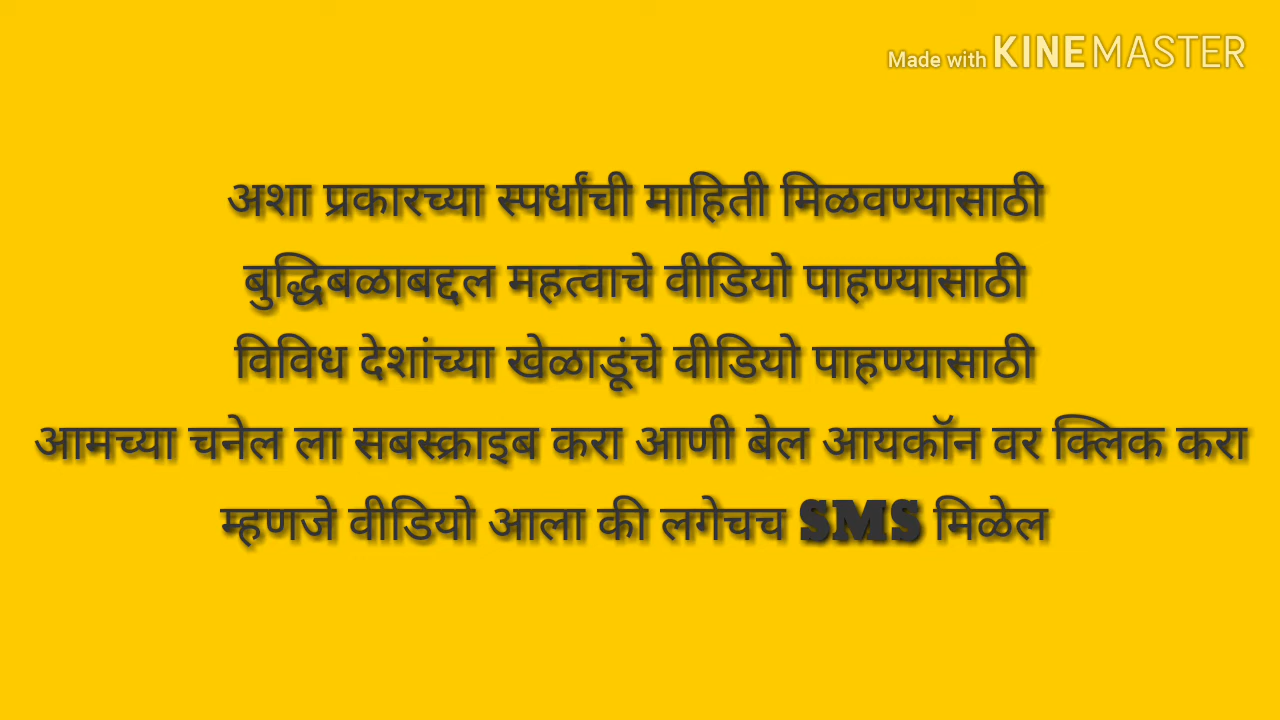 Made with KINEMASTER
अशा प्रकारच्या स्पर्धांची माहिती मिळवण्यासाठी
बुद्धिबळाबद्दल महत्वाचे वीडियो पाहण्यासाठी
विविध देशांच्या खेळाडूंचे वीडियो पाहण्यासाठी
आमच्या चनेल ला सबस्क्राइब करा आणी बेल आयकॉन वर क्लिक करा
म्हणजे वीडियो आला की लगेचच SMS मिळेल